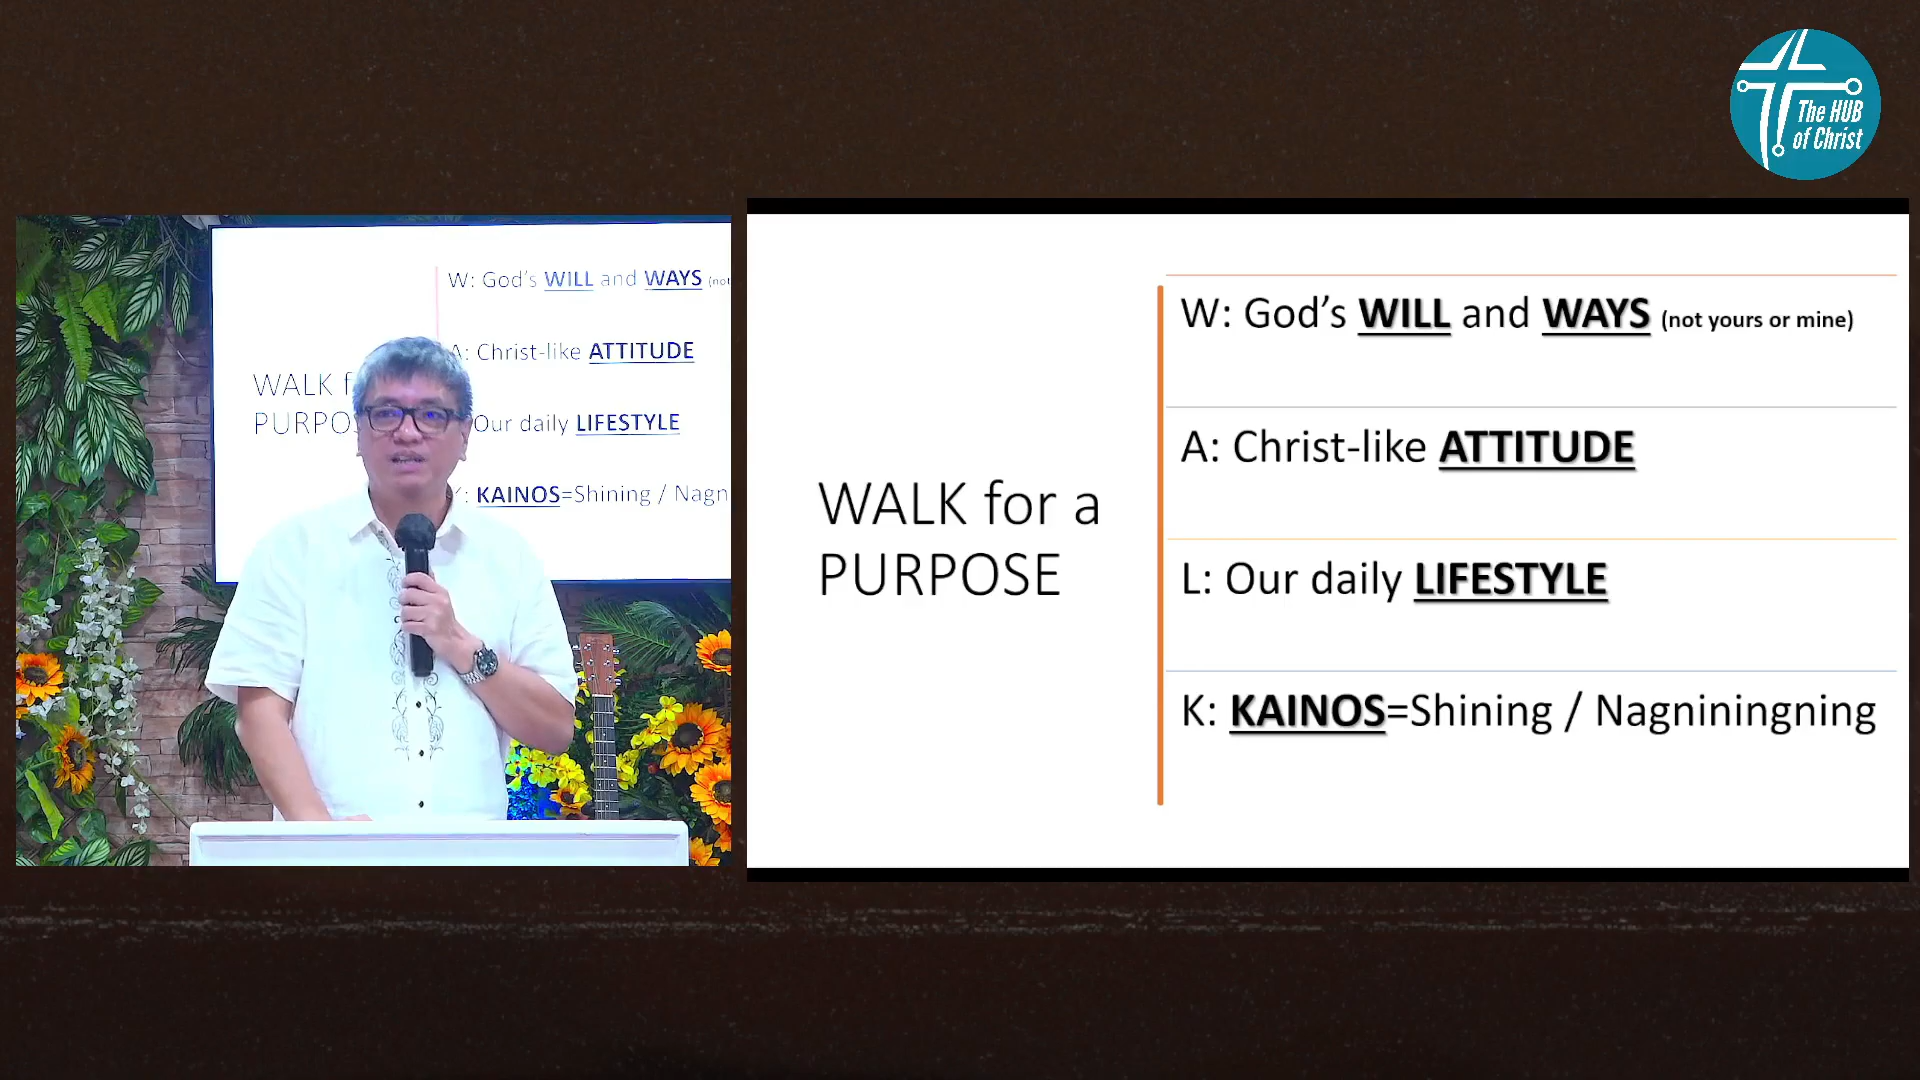 The HUB
of Christ
W: God's WILL and WAYS (not
A: Christ-like ATTITUDE
WALK f
PURPOS
Our daily LIFESTYLE
KAINOS=Shining / Nagn
WALK for a
PURPOSE
W: God's WILL and WAYS (not yours or mine)
A: Christ-like ATTITUDE
L: Our daily LIFESTYLE
K: KAINOS=Shining / Nagniningning